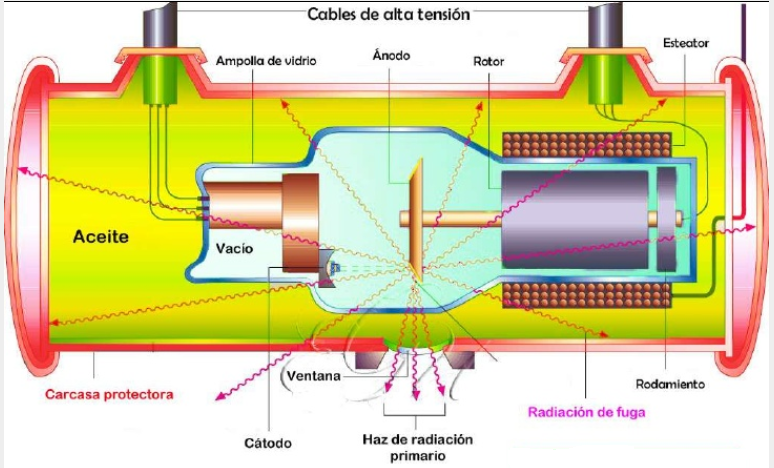 Cables de alta tensión
Ampolla de vidrio
Ánodo
Rotor
Esteator
Aceite
Vacío
Cátodo
Ventana
Carcasa protectora
Haz de radiación
primario
Radiación de fuga
Rodamiento